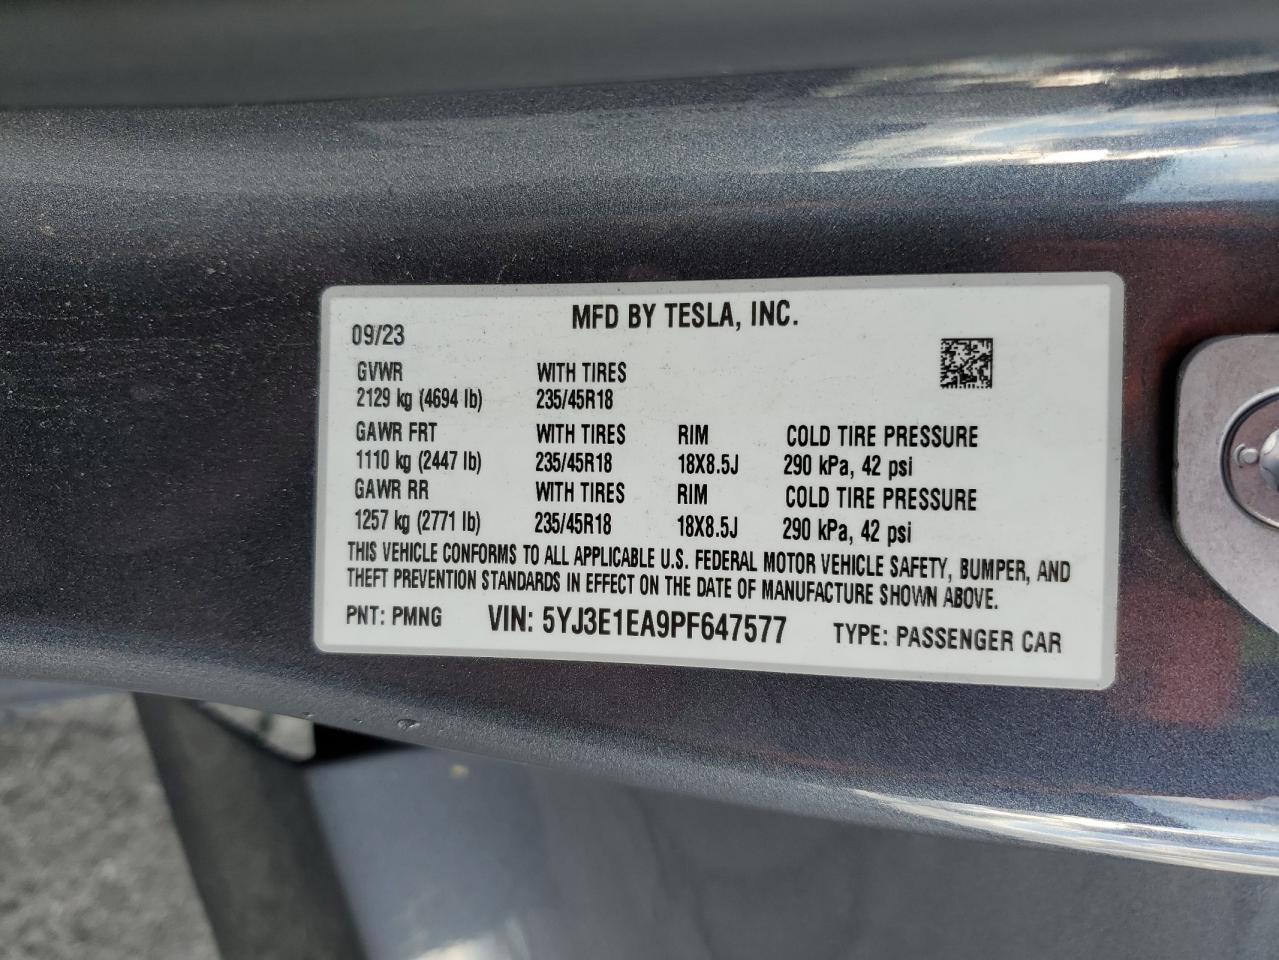 MFD BY TESLA, INC.
09/23
GVWR WITH TIRES
2129 kg (4694 lb) 235/45R18
GAWR FRT WITH TIRES RIM COLD TIRE PRESSURE
1110 kg (2447 lb) 235/45R18 18X8.5J 290 kPa, 42 psi
GAWR RR WITH TIRES RIM COLD TIRE PRESSURE
1257 kg (2771 lb) 235/45R18 18X8.5J 290 kPa, 42 psi
THIS VEHICLE CONFORMS TO ALL APPLICABLE U.S. FEDERAL MOTOR VEHICLE SAFETY, BUMPER, AND
THEFT PREVENTION STANDARDS IN EFFECT ON THE DATE OF MANUFACTURE SHOWN ABOVE.
PNT: PMNG VIN: 5YJ3E1EA9PF647577 TYPE: PASSENGER CAR